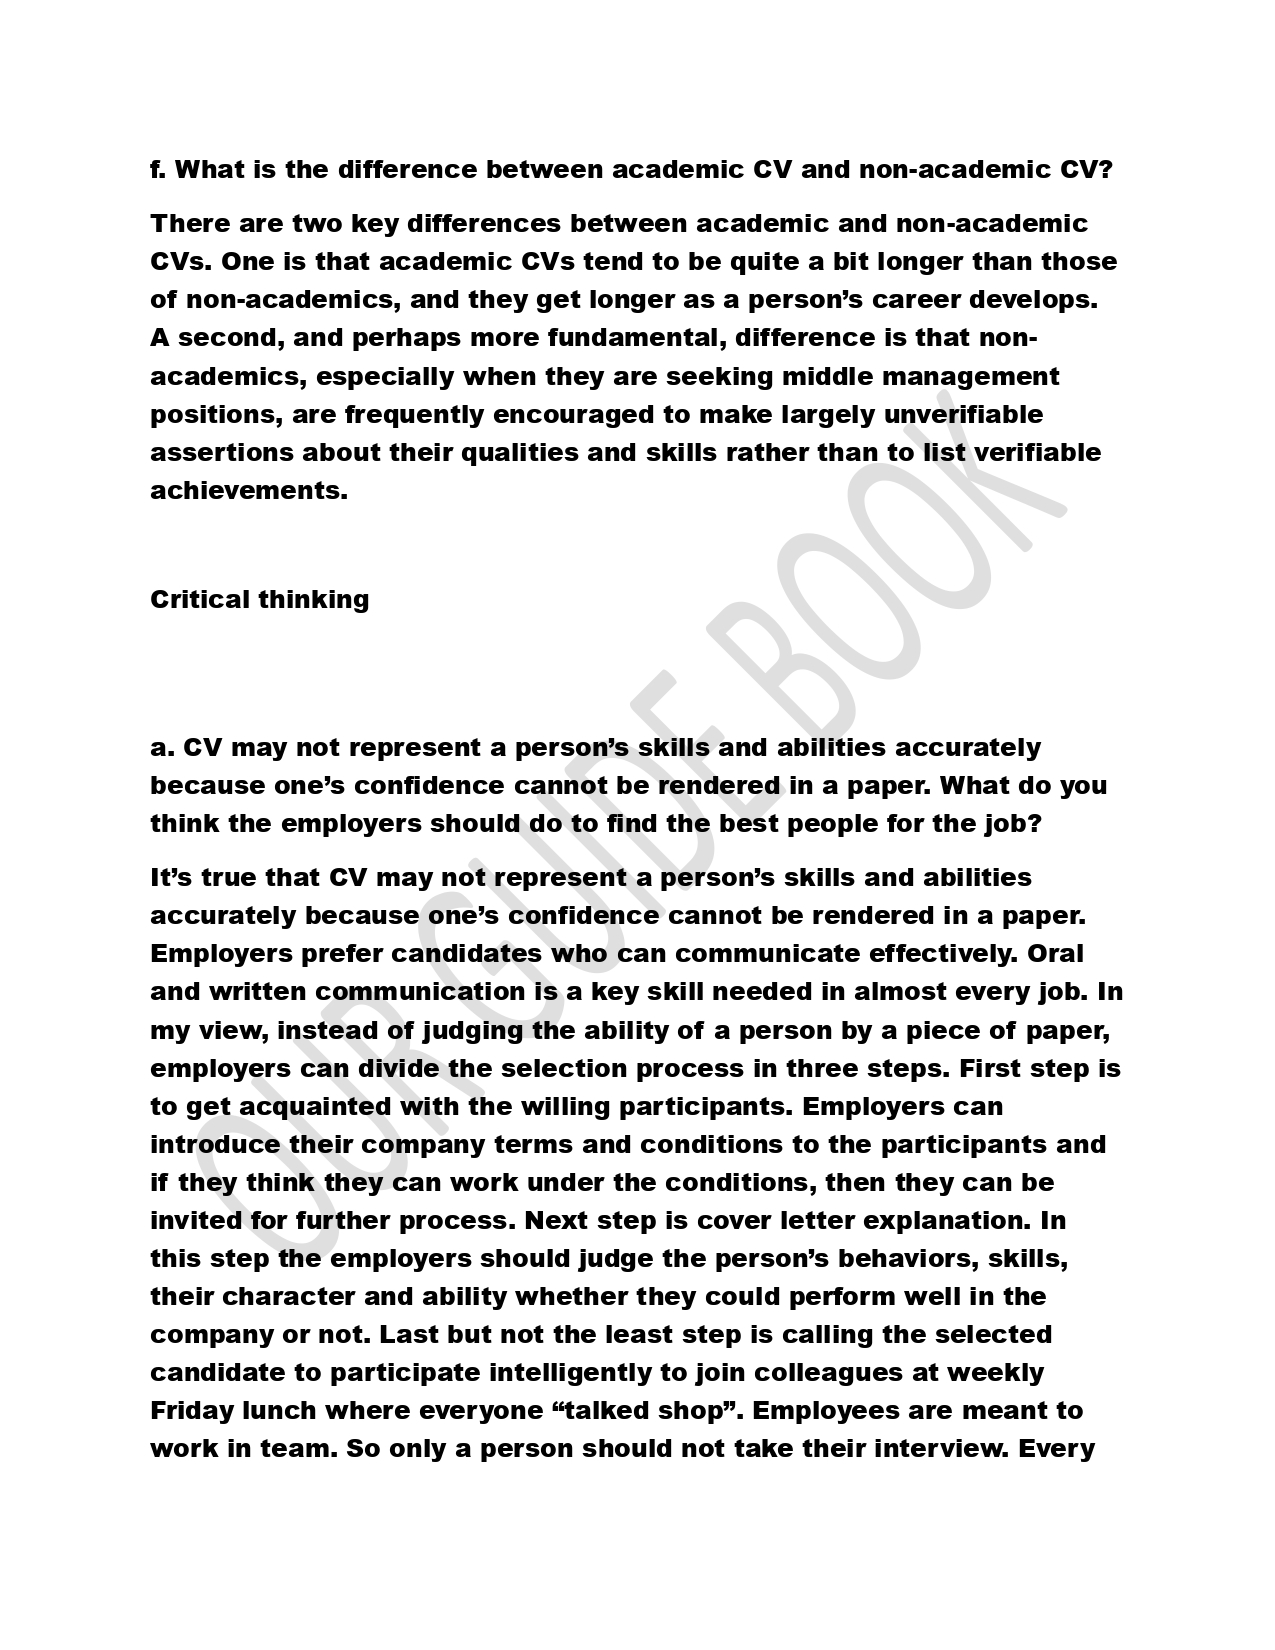 f. What is the difference between academic CV and non-academic CV?
There are two key differences between academic and non-academic
CVs. One is that academic CVs tend to be quite a bit longer than those
of non-academics, and they get longer as a person’s career develops.
A second, and perhaps more fundamental, difference is that non-
academics, especially when they are seeking middle management
positions, are frequently encouraged to make largely unverifiable
assertions about their qualities and skills rather than to list verifiable
achievements.
Critical thinking
a. CV may not represent a person’s skills and abilities accurately
because one’s confidence cannot be rendered in a paper. What do you
think the employers should do to find the best people for the job?
It’s true that CV may not represent a person’s skills and abilities
accurately because one’s confidence cannot be rendered in a paper.
Employers prefer candidates who can communicate effectively. Oral
and written communication is a key skill needed in almost every job. In
my view, instead of judging the ability of a person by a piece of paper,
employers can divide the selection process in three steps. First step is
to get acquainted with the willing participants. Employers can
introduce their company terms and conditions to the participants and
if they think they can work under the conditions, then they can be
invited for further process. Next step is cover letter explanation. In
this step the employers should judge the person’s behaviors, skills,
their character and ability whether they could perform well in the
company or not. Last but not the least step is calling the selected
candidate to participate intelligently to join colleagues at weekly
Friday lunch where everyone “talked shop”. Employees are meant to
work in team. So only a person should not take their interview. Every
OUR GUIDE BOOK